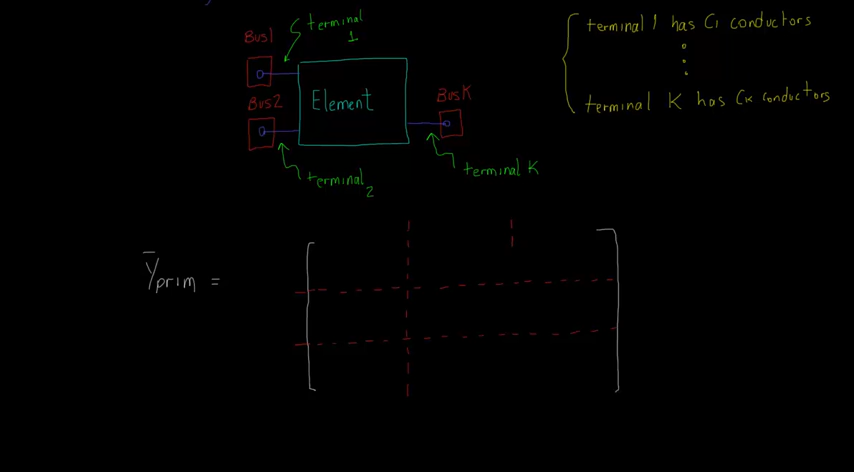 terminal
1
Bus1
Bus2
Element
BusK
terminal
2
terminal K
terminal 1 has C1 conductors
terminal K has CK conductors
Yprim =